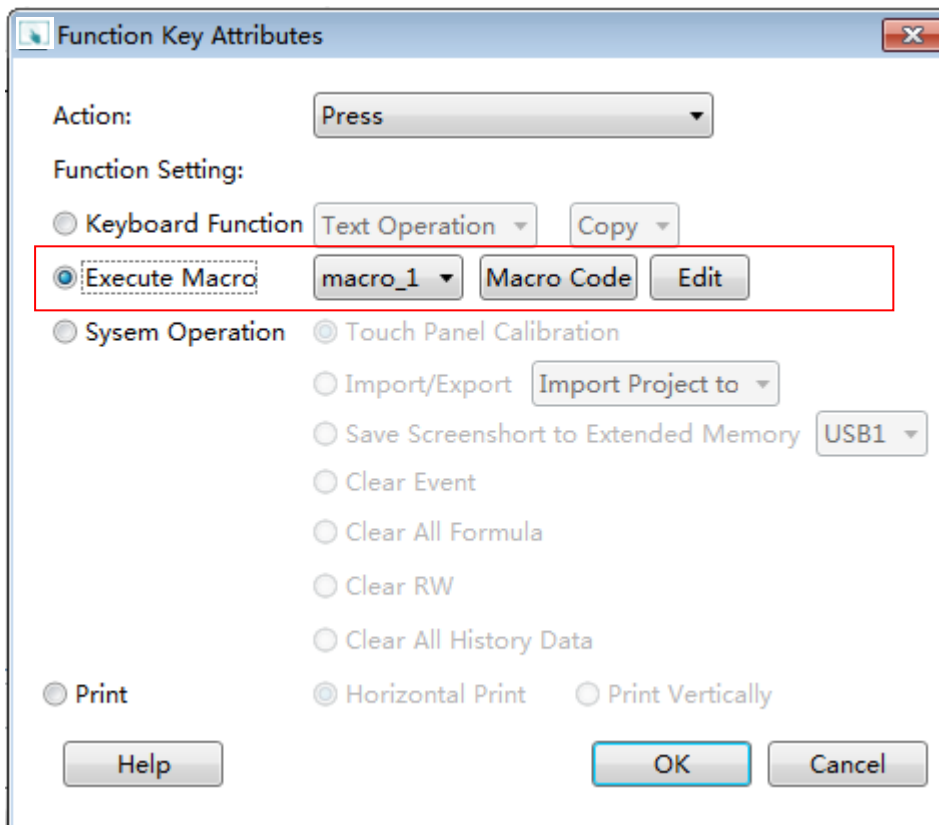 Function Key Attributes
Action: Press
Function Setting:
Keyboard Function Text Operation Copy
Execute Macro macro_1 Macro Code Edit
Sysem Operation Touch Panel Calibration
Import/Export Import Project to
Save Screenshort to Extended Memory USB1
Clear Event
Clear All Formula
Clear RW
Clear All History Data
Print Horizontal Print Print Vertically
Help OK Cancel